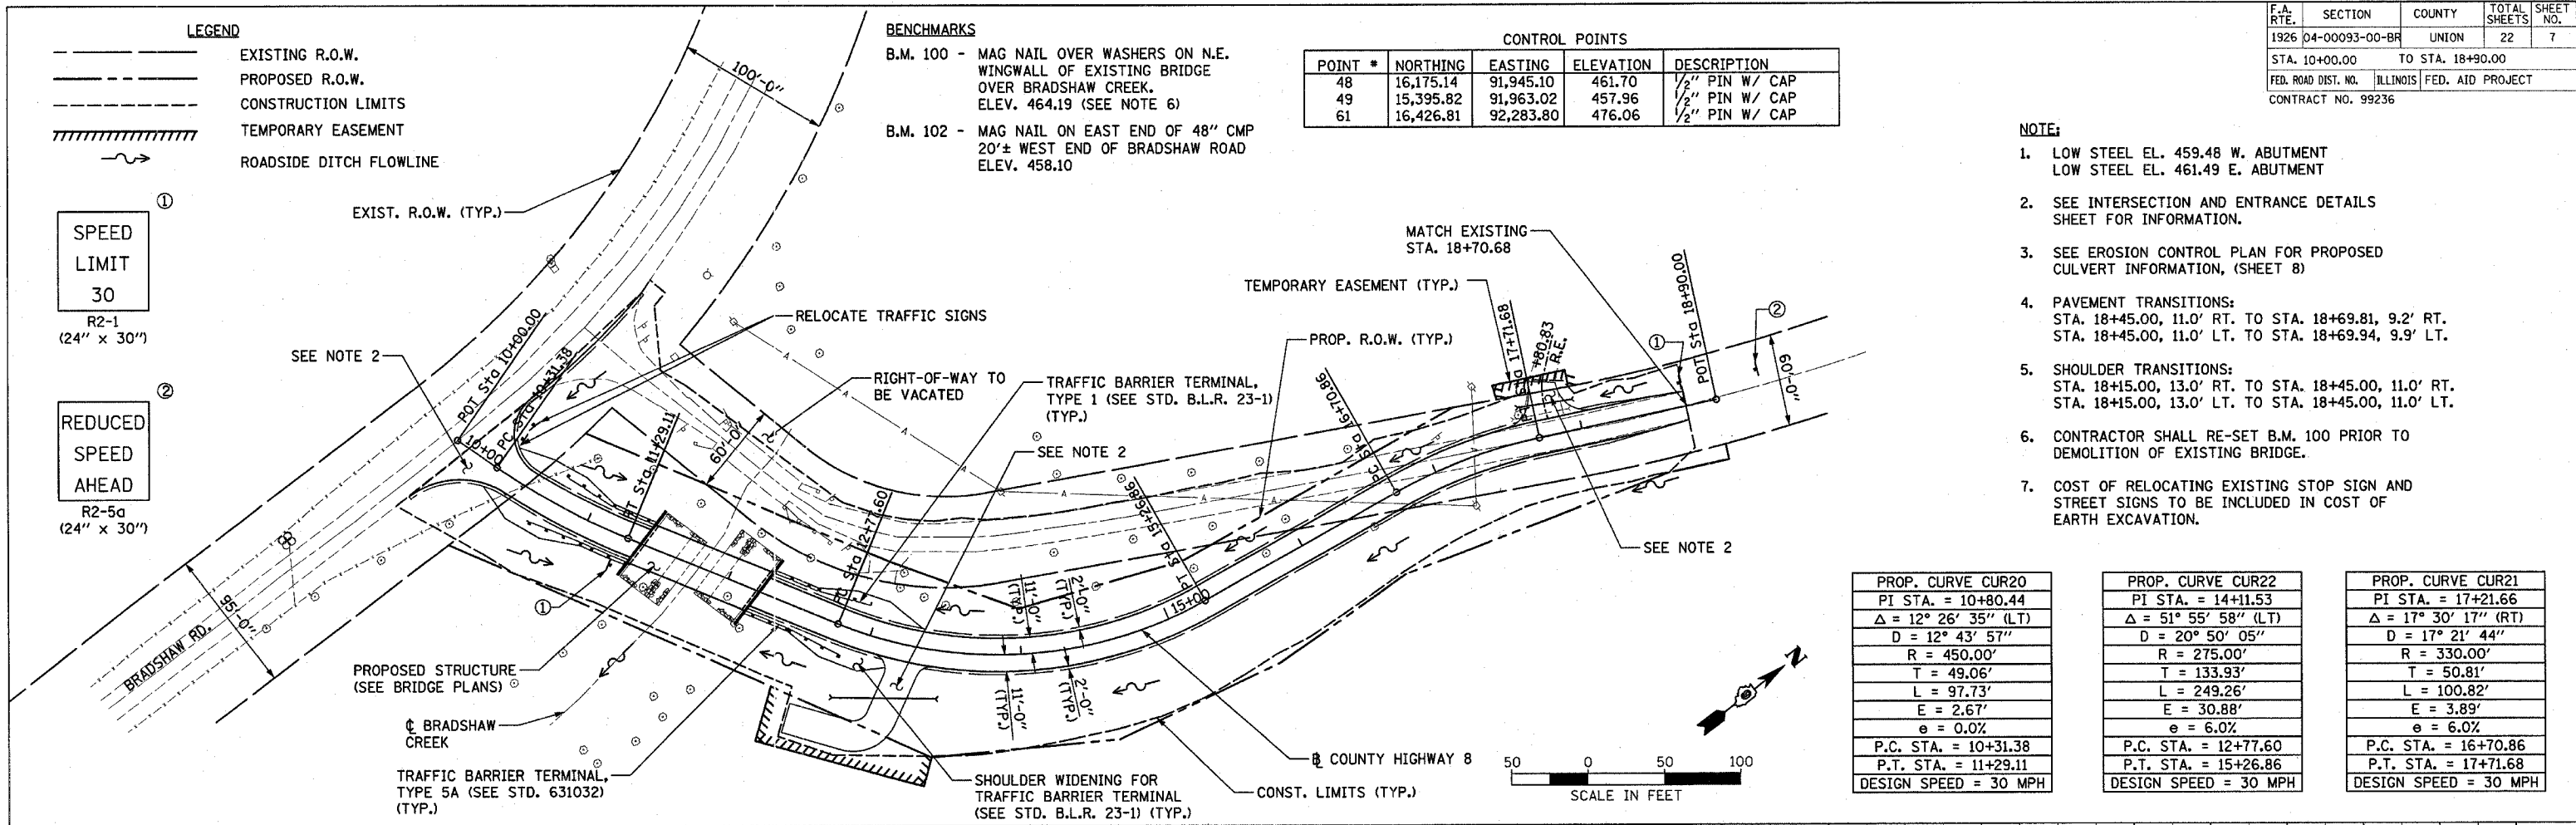 LEGEND
EXISTING R.O.W.
PROPOSED R.O.W.
CONSTRUCTION LIMITS
TEMPORARY EASEMENT
ROADSIDE DITCH FLOWLINE
①
SPEED
LIMIT
30
R2-1
(24" x 30")
②
REDUCED
SPEED
AHEAD
R2-5a
(24" x 30")
BENCHMARKS
B.M. 100 - MAG NAIL OVER WASHERS ON N.E.
WINGWALL OF EXISTING BRIDGE
OVER BRADSHAW CREEK.
ELEV. 464.19 (SEE NOTE 6)
B.M. 102 - MAG NAIL ON EAST END OF 48" CMP
20'± WEST END OF BRADSHAW ROAD
ELEV. 458.10
CONTROL POINTS
POINT # NORTHING EASTING ELEVATION DESCRIPTION
48 16,175.14 91,945.10 461.70 1/2" PIN W/ CAP
49 15,395.82 91,963.02 457.96 1/2" PIN W/ CAP
61 16,426.81 92,283.80 476.06 1/2" PIN W/ CAP
F.A. RTE. SECTION COUNTY TOTAL SHEETS SHEET NO.
1926 04-00093-00-BR UNION 22 7
STA. 10+00.00 TO STA. 18+90.00
FED. ROAD DIST. NO. ILLINOIS FED. AID PROJECT
CONTRACT NO. 99236
NOTE:
1. LOW STEEL EL. 459.48 W. ABUTMENT
LOW STEEL EL. 461.49 E. ABUTMENT
2. SEE INTERSECTION AND ENTRANCE DETAILS
SHEET FOR INFORMATION.
3. SEE EROSION CONTROL PLAN FOR PROPOSED
CULVERT INFORMATION, (SHEET 8)
4. PAVEMENT TRANSITIONS:
STA. 18+45.00, 11.0' RT. TO STA. 18+69.81, 9.2' RT.
STA. 18+45.00, 11.0' LT. TO STA. 18+69.94, 9.9' LT.
5. SHOULDER TRANSITIONS:
STA. 18+15.00, 13.0' RT. TO STA. 18+45.00, 11.0' RT.
STA. 18+15.00, 13.0' LT. TO STA. 18+45.00, 11.0' LT.
6. CONTRACTOR SHALL RE-SET B.M. 100 PRIOR TO
DEMOLITION OF EXISTING BRIDGE.
7. COST OF RELOCATING EXISTING STOP SIGN AND
STREET SIGNS TO BE INCLUDED IN COST OF
EARTH EXCAVATION.
100'-0"
EXIST. R.O.W. (TYP.)
MATCH EXISTING
STA. 18+70.68
TEMPORARY EASEMENT (TYP.)
POT Sta 18+90.00
②
RELOCATE TRAFFIC SIGNS
17+71.68
+80.83
R.E.
①
60'-0"
SEE NOTE 2
POT Sta 10+00.00
PC Sta 10+31.38
10+00
PROP. R.O.W. (TYP.)
RIGHT-OF-WAY TO
BE VACATED
TRAFFIC BARRIER TERMINAL,
TYPE 1 (SEE STD. B.L.R. 23-1)
(TYP.)
PC Sta 16+70.86
60'-0"
PT Sta 11+29.11
SEE NOTE 2
PT Sta 15+26.86
Sta 12+77.60
SEE NOTE 2
95'-0"
BRADSHAW RD.
①
11'-0"
(TYP.)
2'-0"
(TYP.)
15+00
11'-0"
(TYP.)
2'-0"
(TYP.)
PROPOSED STRUCTURE
(SEE BRIDGE PLANS)
℄ BRADSHAW
CREEK
TRAFFIC BARRIER TERMINAL,
TYPE 5A (SEE STD. 631032)
(TYP.)
SHOULDER WIDENING FOR
TRAFFIC BARRIER TERMINAL
(SEE STD. B.L.R. 23-1) (TYP.)
COUNTY HIGHWAY 8
CONST. LIMITS (TYP.)
N
50 0 50 100
SCALE IN FEET
PROP. CURVE CUR20
PI STA. = 10+80.44
Δ = 12° 26' 35" (LT)
D = 12° 43' 57"
R = 450.00'
T = 49.06'
L = 97.73'
E = 2.67'
e = 0.0%
P.C. STA. = 10+31.38
P.T. STA. = 11+29.11
DESIGN SPEED = 30 MPH
PROP. CURVE CUR22
PI STA. = 14+11.53
Δ = 51° 55' 58" (LT)
D = 20° 50' 05"
R = 275.00'
T = 133.93'
L = 249.26'
E = 30.88'
e = 6.0%
P.C. STA. = 12+77.60
P.T. STA. = 15+26.86
DESIGN SPEED = 30 MPH
PROP. CURVE CUR21
PI STA. = 17+21.66
Δ = 17° 30' 17" (RT)
D = 17° 21' 44"
R = 330.00'
T = 50.81'
L = 100.82'
E = 3.89'
e = 6.0%
P.C. STA. = 16+70.86
P.T. STA. = 17+71.68
DESIGN SPEED = 30 MPH